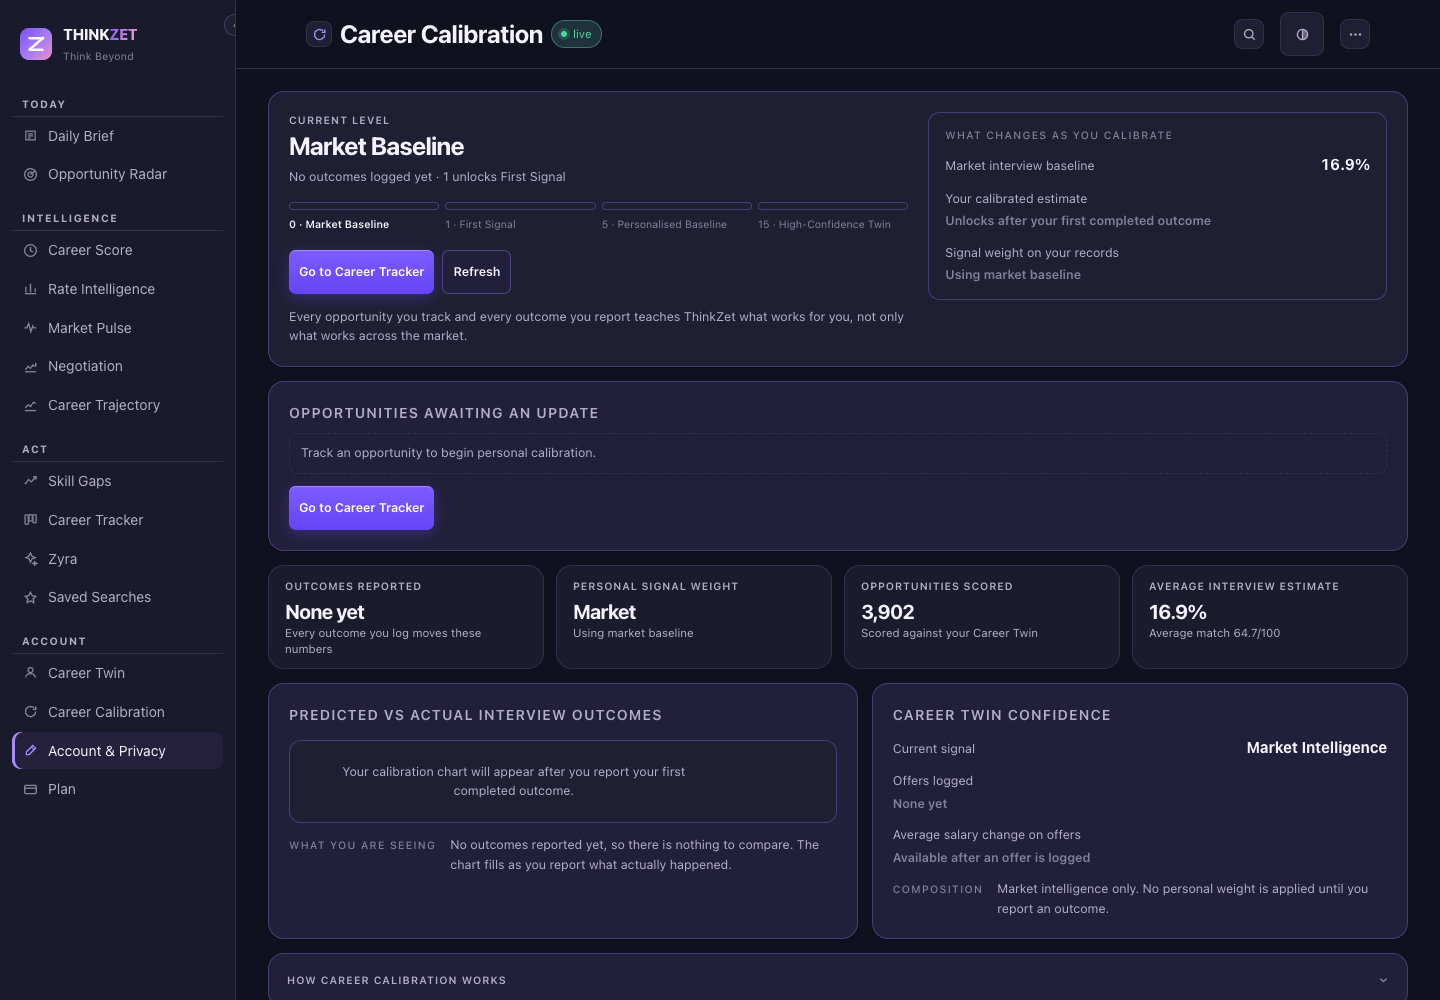 THINKZET
Think Beyond
TODAY
Daily Brief
Opportunity Radar
INTELLIGENCE
Career Score
Rate Intelligence
Market Pulse
Negotiation
Career Trajectory
ACT
Skill Gaps
Career Tracker
Zyra
Saved Searches
ACCOUNT
Career Twin
Career Calibration
Account & Privacy
Plan
Career Calibration
live
CURRENT LEVEL
Market Baseline
No outcomes logged yet · 1 unlocks First Signal
0 · Market Baseline
1 · First Signal
5 · Personalised Baseline
15 · High-Confidence Twin
Go to Career Tracker
Refresh
Every opportunity you track and every outcome you report teaches ThinkZet what works for you, not only
what works across the market.
WHAT CHANGES AS YOU CALIBRATE
Market interview baseline
16.9%
Your calibrated estimate
Unlocks after your first completed outcome
Signal weight on your records
Using market baseline
OPPORTUNITIES AWAITING AN UPDATE
Track an opportunity to begin personal calibration.
Go to Career Tracker
OUTCOMES REPORTED
None yet
Every outcome you log moves these
numbers
PERSONAL SIGNAL WEIGHT
Market
Using market baseline
OPPORTUNITIES SCORED
3,902
Scored against your Career Twin
AVERAGE INTERVIEW ESTIMATE
16.9%
Average match 64.7/100
PREDICTED VS ACTUAL INTERVIEW OUTCOMES
Your calibration chart will appear after you report your first
completed outcome.
WHAT YOU ARE SEEING
No outcomes reported yet, so there is nothing to compare. The
chart fills as you report what actually happened.
CAREER TWIN CONFIDENCE
Current signal
Market Intelligence
Offers logged
None yet
Average salary change on offers
Available after an offer is logged
COMPOSITION
Market intelligence only. No personal weight is applied until you
report an outcome.
HOW CAREER CALIBRATION WORKS